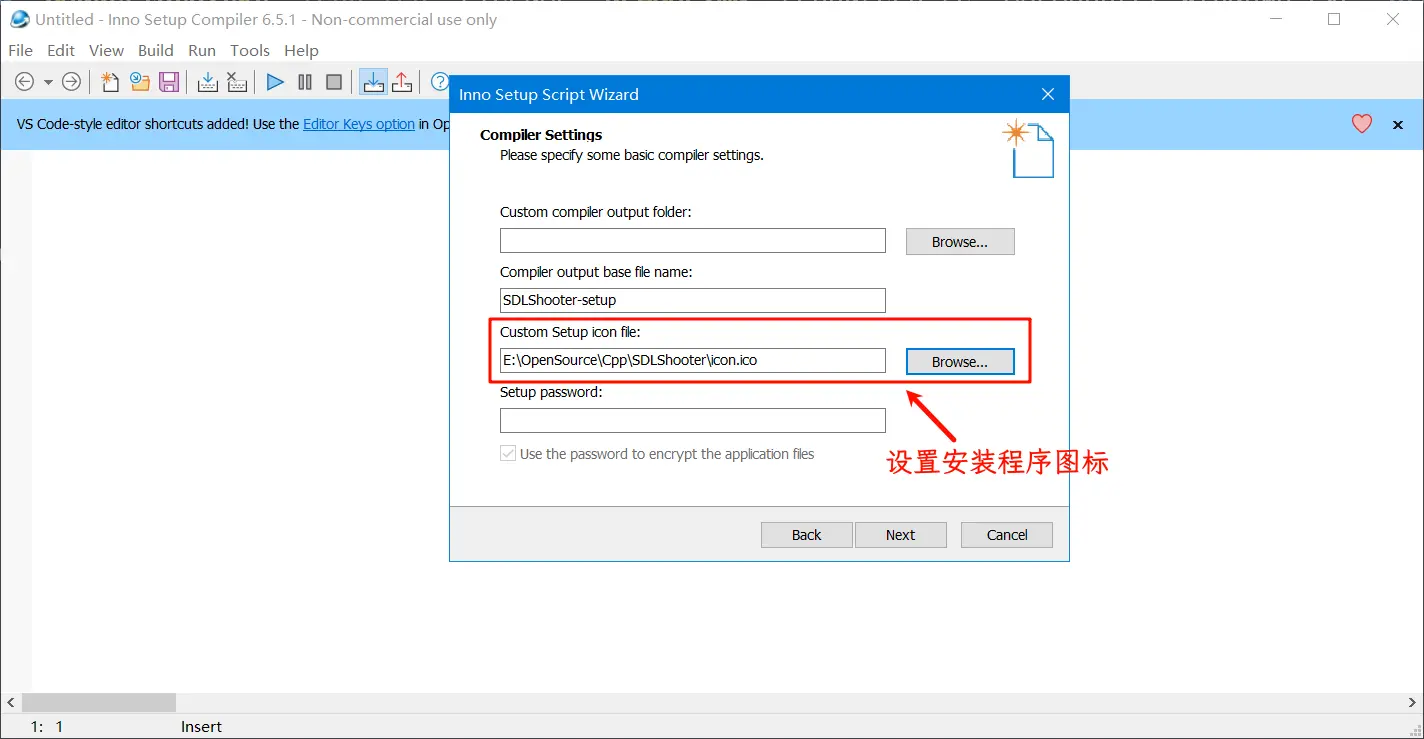 Untitled - Inno Setup Compiler 6.5.1 - Non-commercial use only
File Edit View Build Run Tools Help
Inno Setup Script Wizard
VS Code-style editor shortcuts added! Use the Editor Keys option in Op
Compiler Settings
Please specify some basic compiler settings.
Custom compiler output folder:
Browse...
Compiler output base file name:
SDLShooter-setup
Custom Setup icon file:
E:\OpenSource\Cpp\SDLShooter\icon.ico
Browse...
Setup password:
Use the password to encrypt the application files
设置安装程序图标
Back Next Cancel
1: 1 Insert